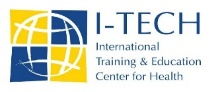 I-TECH
International
Training & Education
Center for Health